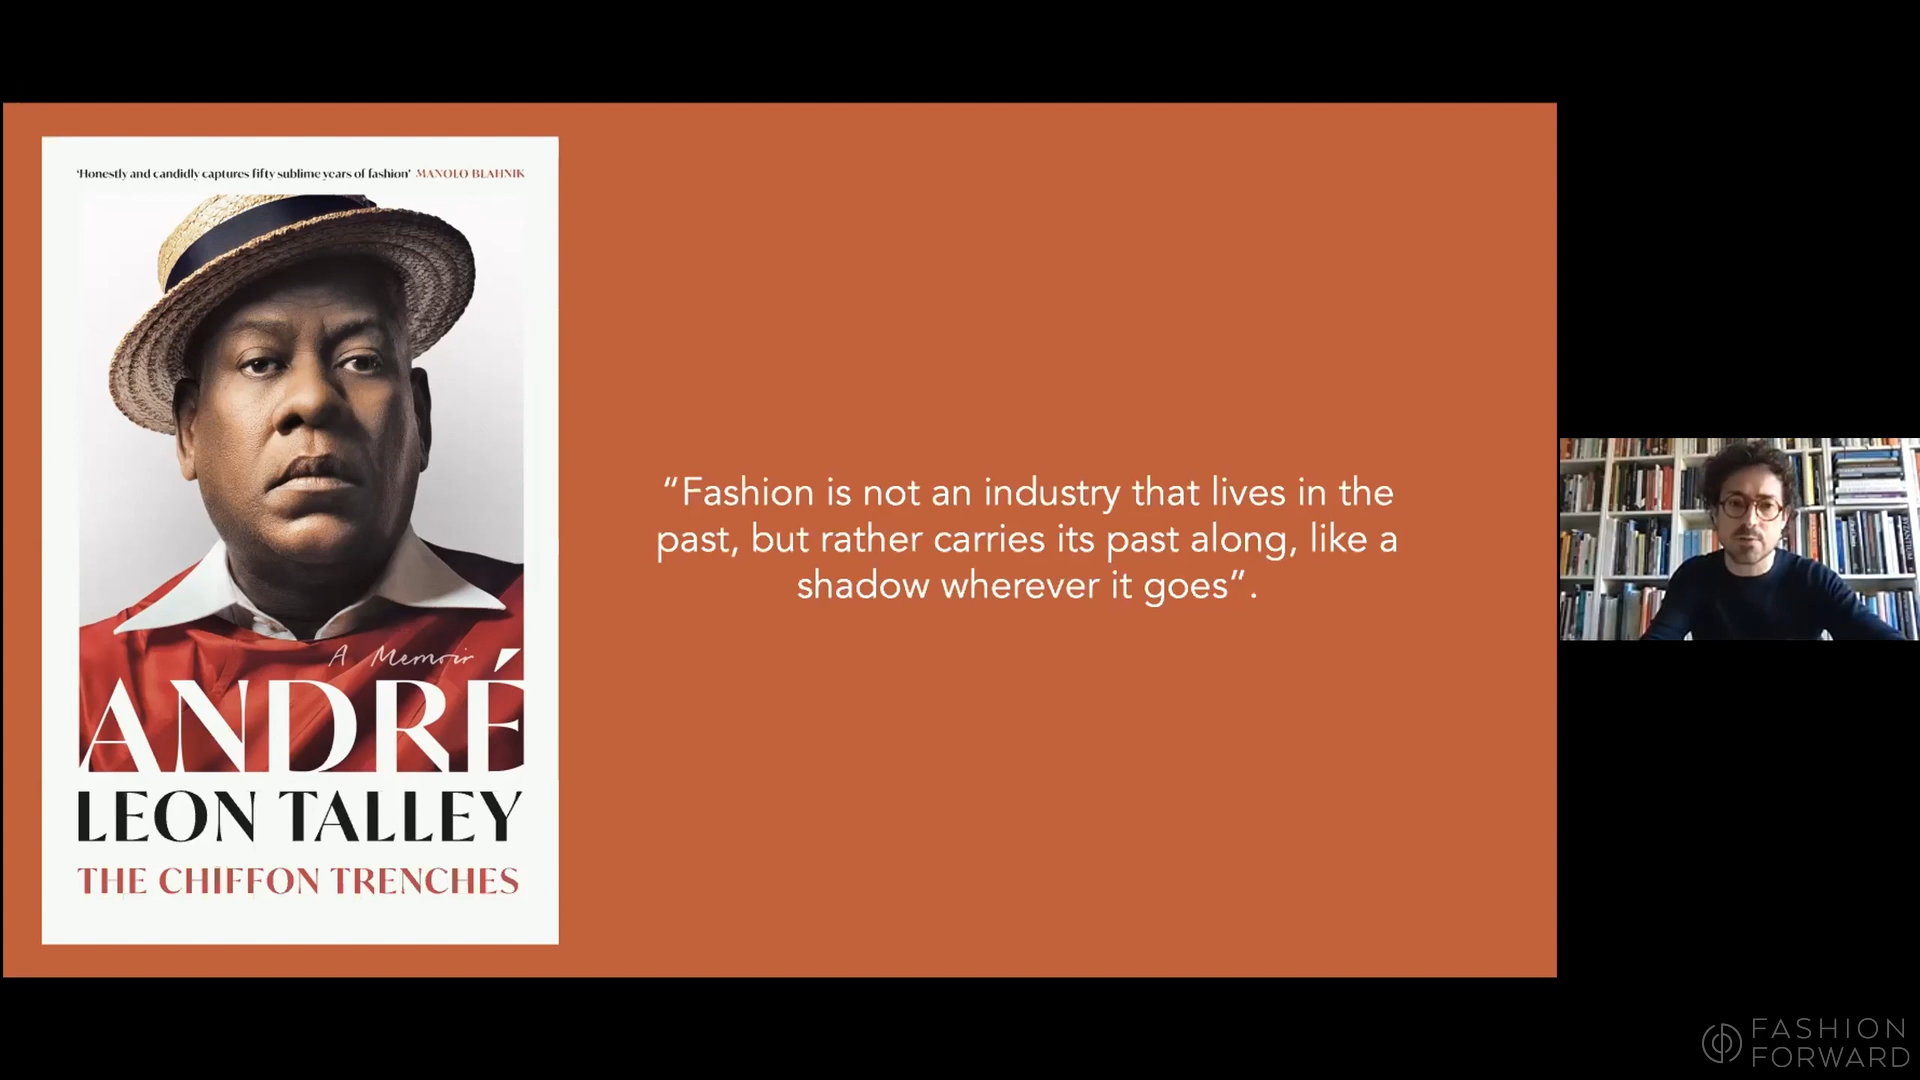 ‘Honestly and candidly captures fifty sublime years of fashion’ MANOLO BLAHNIK
A Memoir
ANDRÉ
LEON TALLEY
THE CHIFFON TRENCHES
“Fashion is not an industry that lives in the
past, but rather carries its past along, like a
shadow wherever it goes”.
BYZANTIUM
FASHION
FORWARD